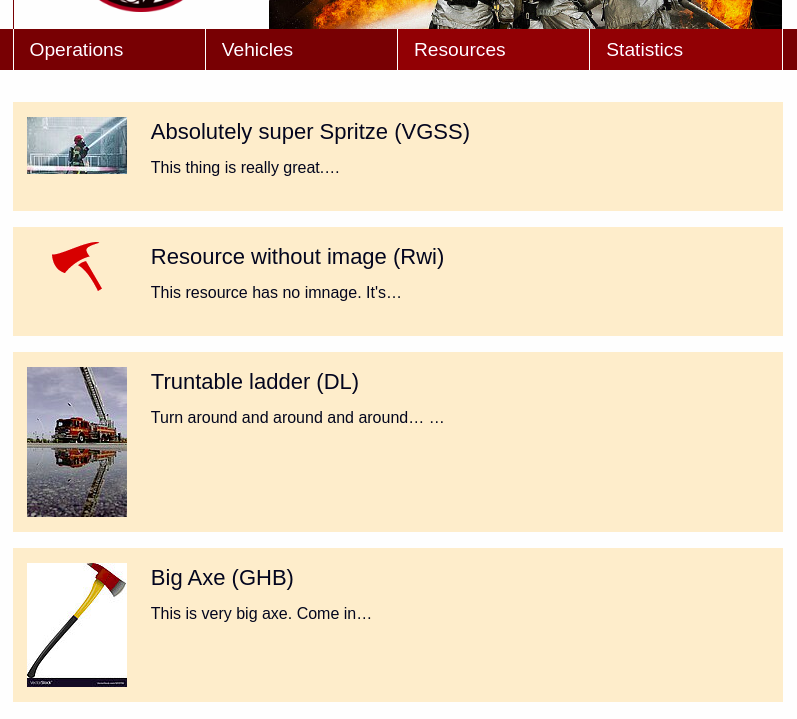 Operations Vehicles Resources Statistics
Absolutely super Spritze (VGSS)
This thing is really great.…
Resource without image (Rwi)
This resource has no imnage. It's…
Truntable ladder (DL)
Turn around and around and around… …
Big Axe (GHB)
This is very big axe. Come in…
VectorStock